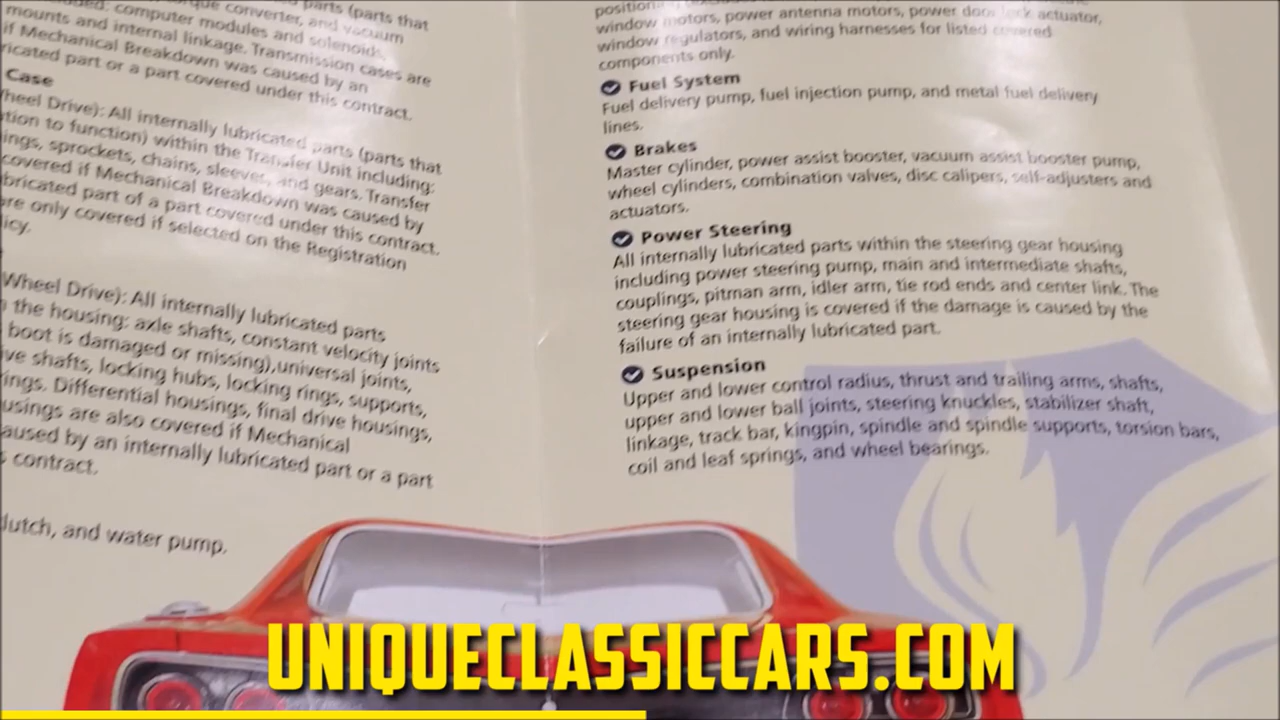 parts (parts that
torque converter, and vacuum
computer modules and solenoids,
mounts and internal linkage. Transmission cases are
if Mechanical Breakdown was caused by an
part or a part covered under this contract.
Case
Wheel Drive): All internally lubricated parts (parts that
to function) within the Transfer Unit including:
sprockets, chains, sleeves, and gears. Transfer
covered if Mechanical Breakdown was caused by
part of a part covered under this contract.
are only covered if selected on the Registration
Wheel Drive): All internally lubricated parts
the housing: axle shafts, constant velocity joints
boot is damaged or missing),universal joints,
shafts, locking hubs, locking rings, supports,
Differential housings, final drive housings,
are also covered if Mechanical
caused by an internally lubricated part or a part
contract.
and water pump.
window motors, power antenna motors, power door lock actuator,
window regulators, and wiring harnesses for listed covered
components only.
Fuel System
Fuel delivery pump, fuel injection pump, and metal fuel delivery
lines.
Brakes
Master cylinder, power assist booster, vacuum assist booster pump,
wheel cylinders, combination valves, disc calipers, self-adjusters and
actuators.
Power Steering
All internally lubricated parts within the steering gear housing
including power steering pump, main and intermediate shafts,
couplings, pitman arm, idler arm, tie rod ends and center link. The
steering gear housing is covered if the damage is caused by the
failure of an internally lubricated part.
Suspension
Upper and lower control radius, thrust and trailing arms, shafts,
upper and lower ball joints, steering knuckles, stabilizer shaft,
linkage, track bar, kingpin, spindle and spindle supports, torsion bars,
coil and leaf springs, and wheel bearings.
UNIQUECLASSICCARS.COM